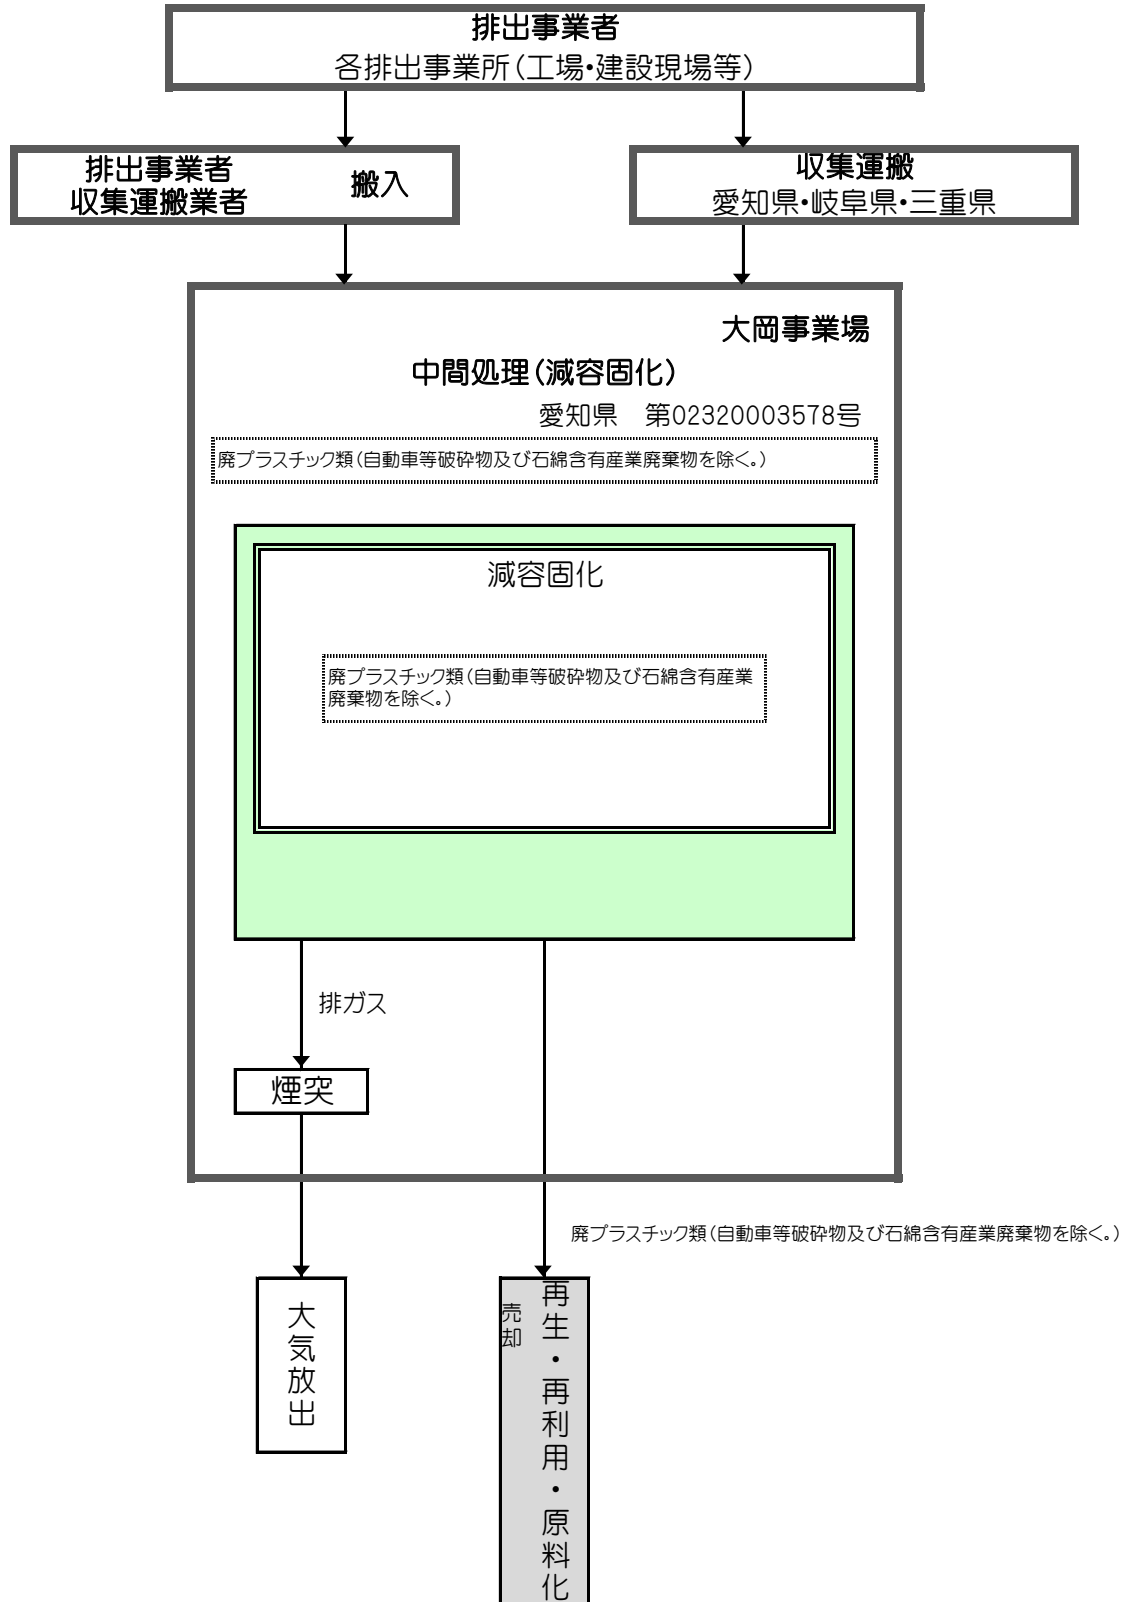 排出事業者
各排出事業所（工場・建設現場等）
排出事業者
収集運搬業者
搬入
収集運搬
愛知県・岐阜県・三重県
大岡事業場
中間処理（減容固化）
愛知県　第02320003578号
廃プラスチック類（自動車等破砕物及び石綿含有産業廃棄物を除く。）
減容固化
廃プラスチック類（自動車等破砕物及び石綿含有産業
廃棄物を除く。）
排ガス
煙突
廃プラスチック類（自動車等破砕物及び石綿含有産業廃棄物を除く。）
大気放出
再生・再利用・原料化
売却